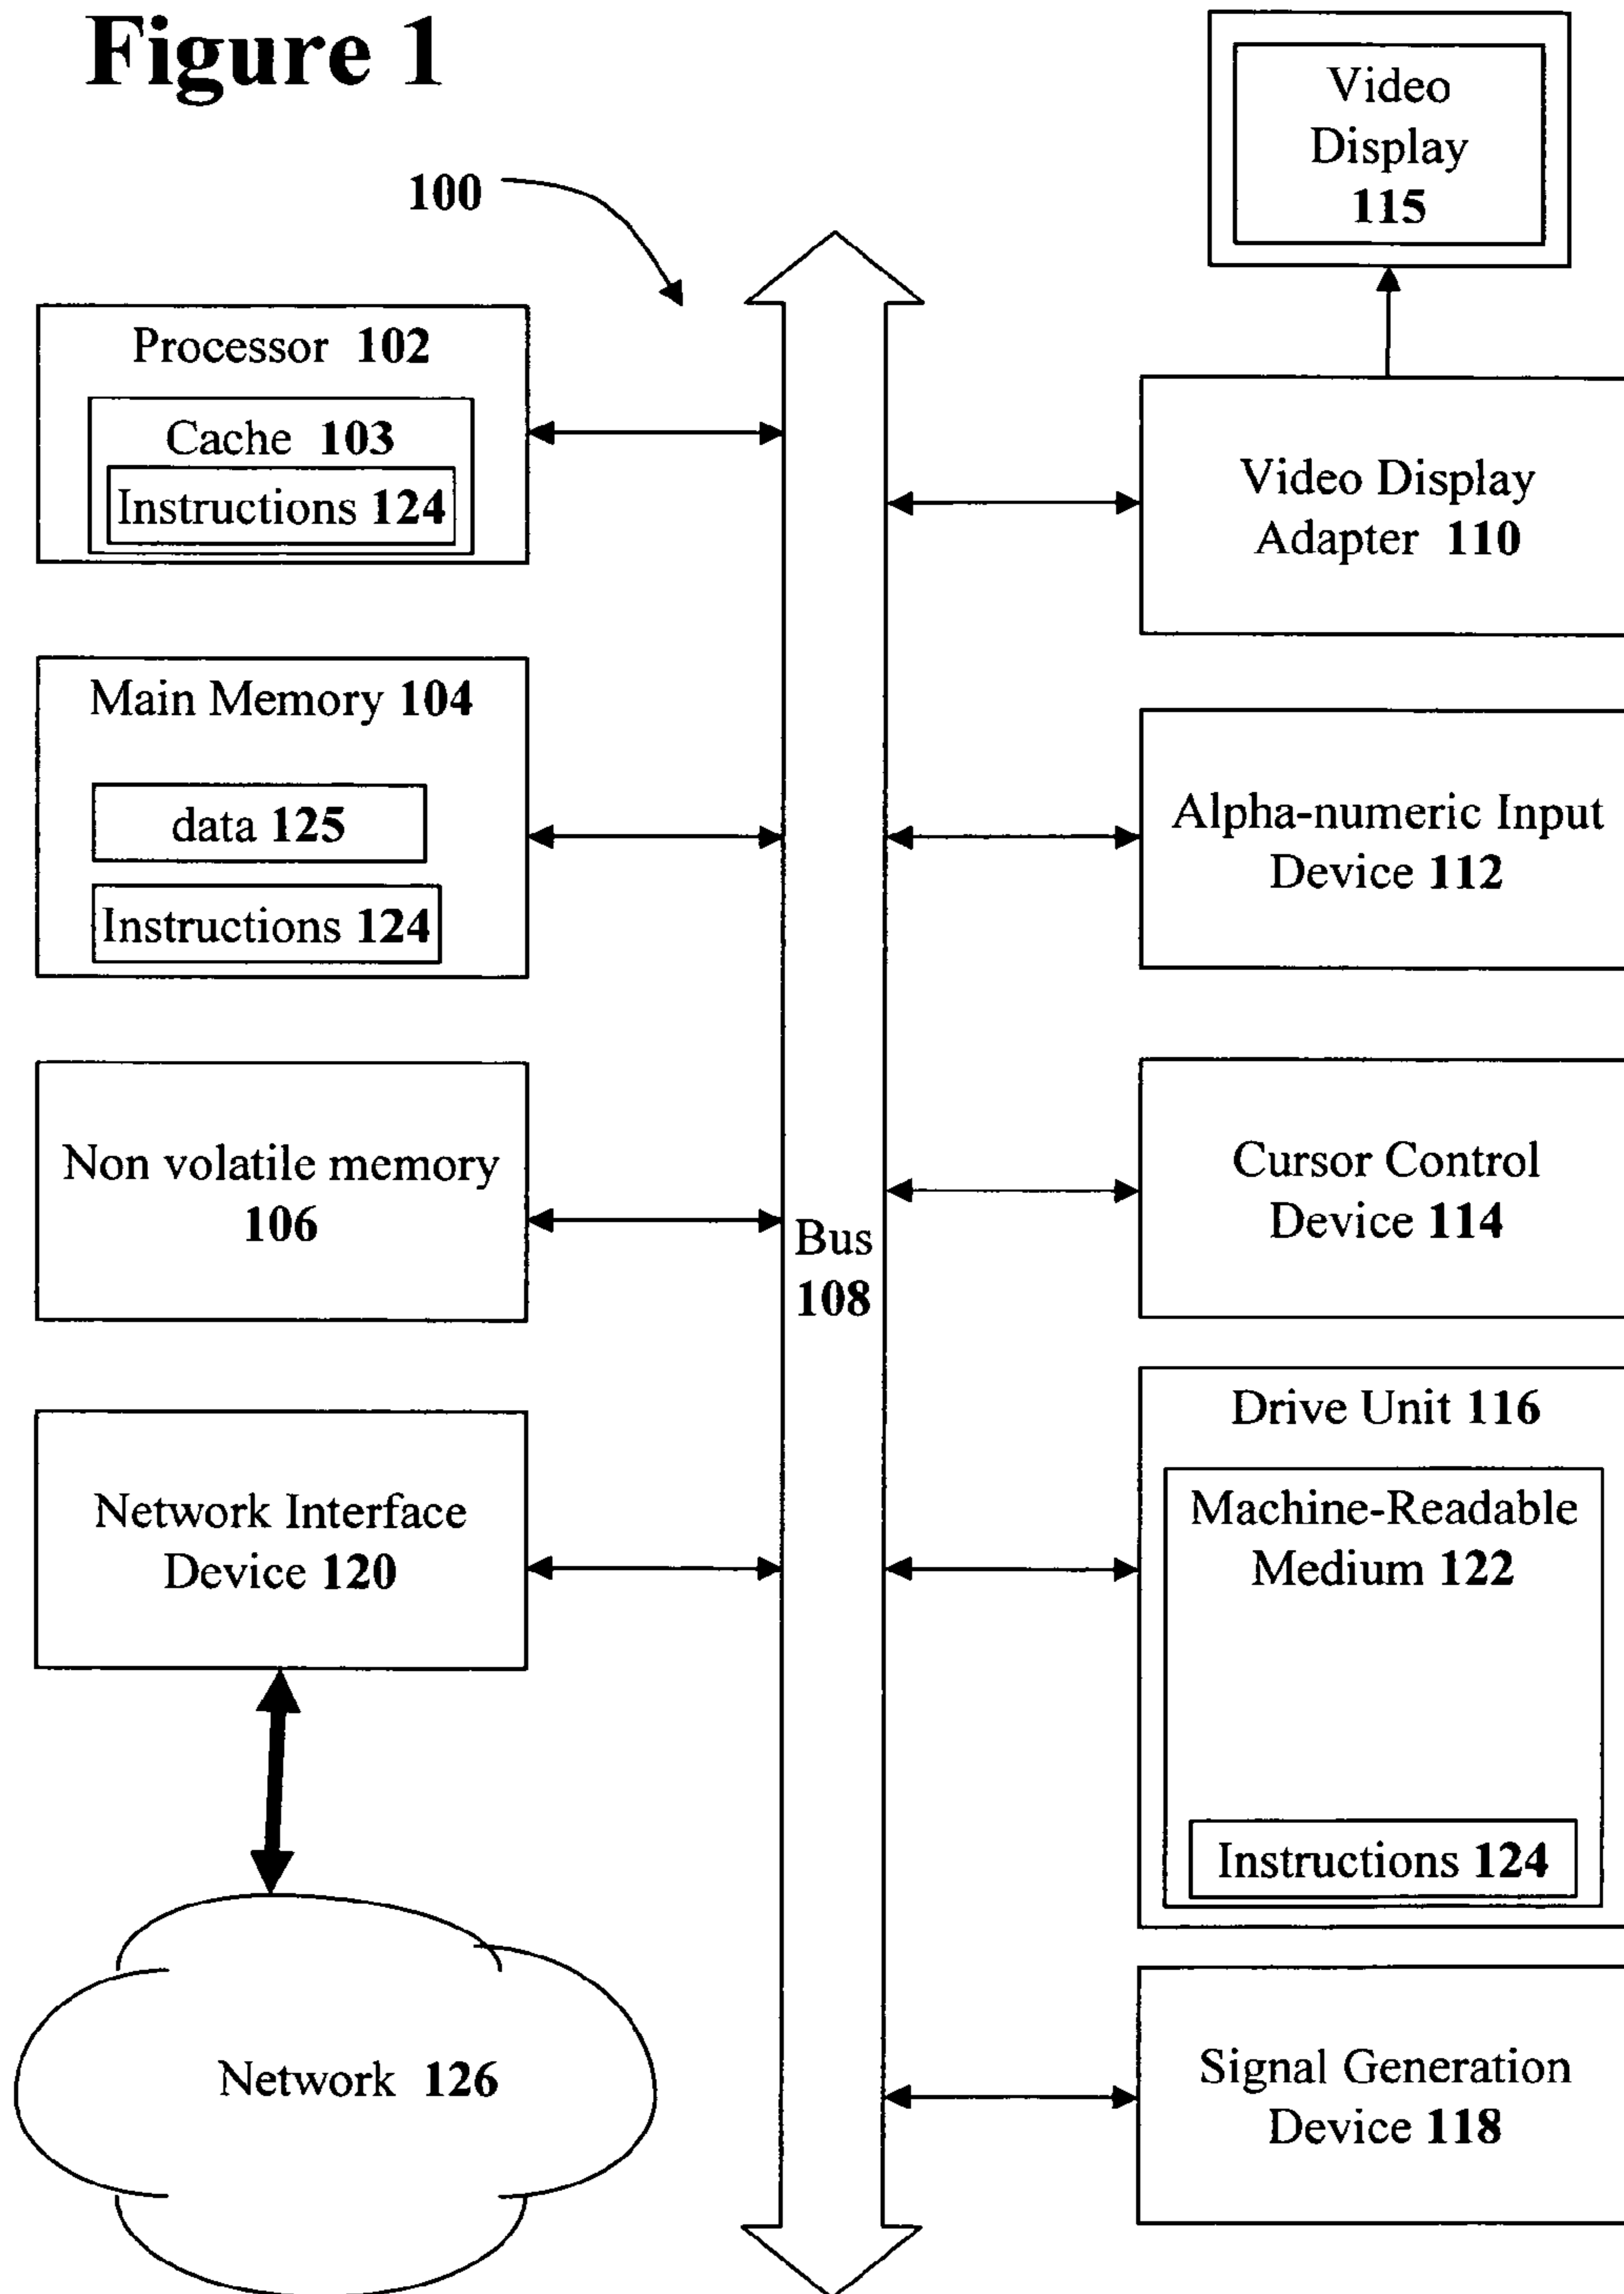 Figure 1
100
Processor 102
Cache 103
Instructions 124
Main Memory 104
data 125
Instructions 124
Non volatile memory
106
Network Interface
Device 120
Network 126
Bus
108
Video
Display
115
Video Display
Adapter 110
Alpha-numeric Input
Device 112
Cursor Control
Device 114
Drive Unit 116
Machine-Readable
Medium 122
Instructions 124
Signal Generation
Device 118